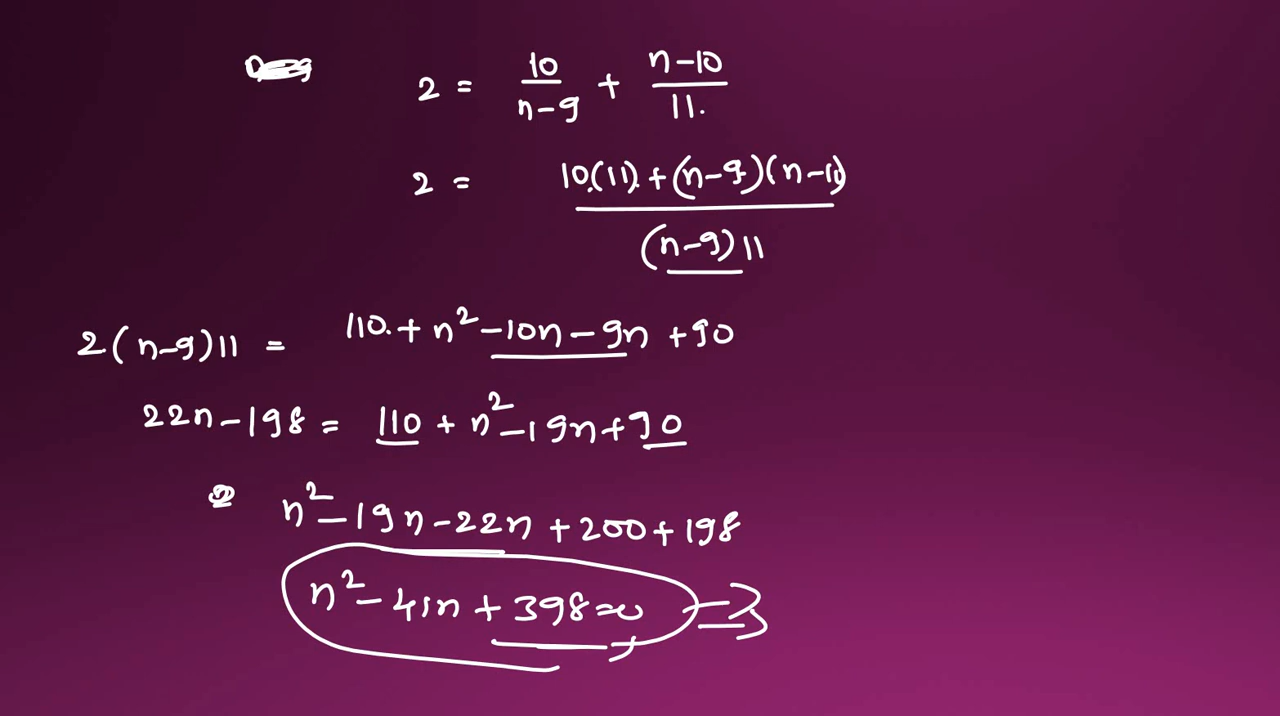 2 = 10/(n-9) + (n-10)/11.
2 = (10.(11).+(n-9)(n-10))/((n-9)11)
2(n-9)11 = 110.+n²-10n-9n+90
22n-198 = 110+n²-19n+90
n²-19n-22n+200+198
n²-41n+398=0